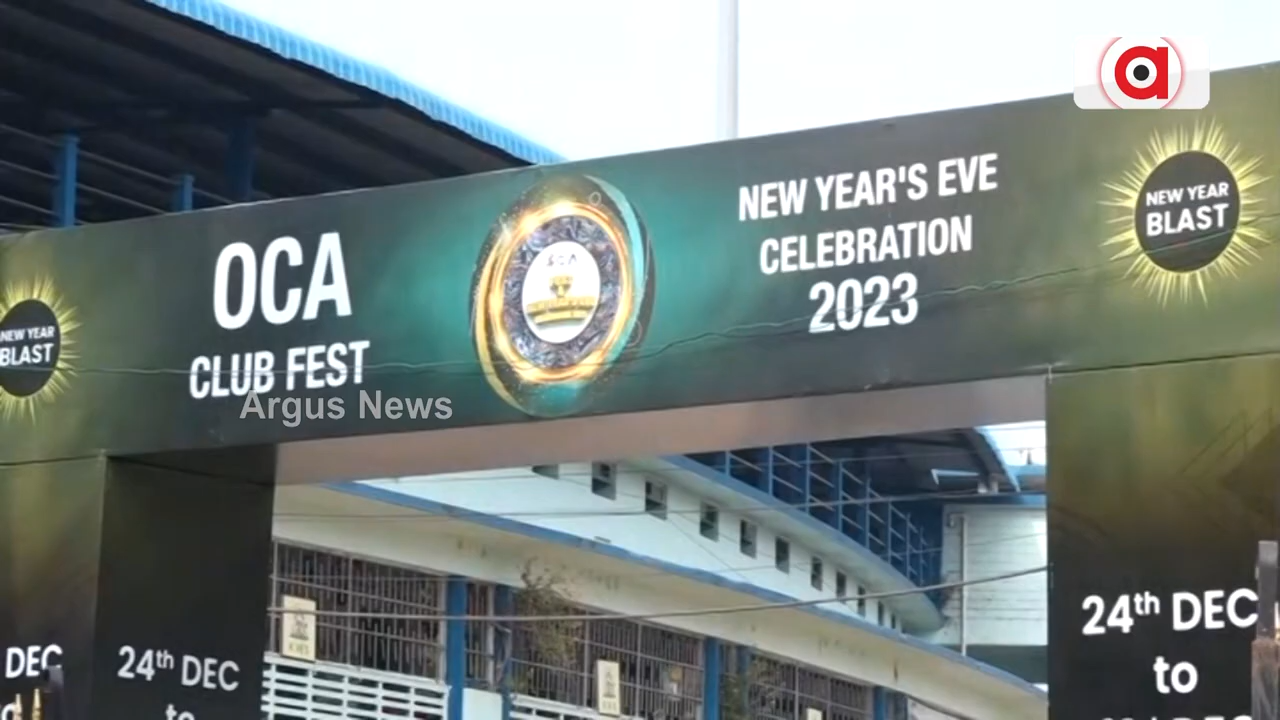 OCA
CLUB FEST
NEW YEAR'S EVE
CELEBRATION
2023
NEW YEAR
BLAST
NEW YEAR
BLAST
Argus News
DEC
24th DEC
to
24th DEC
to